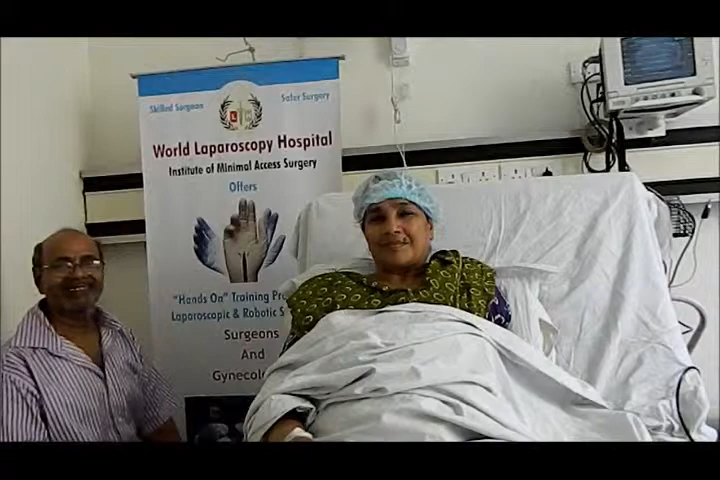 Skilled Surgeon
Safer Surgery
World Laparoscopy Hospital
Institute of Minimal Access Surgery
Offers
"Hands On" Training
Laparoscopic & Robotic S
Surgeons
And